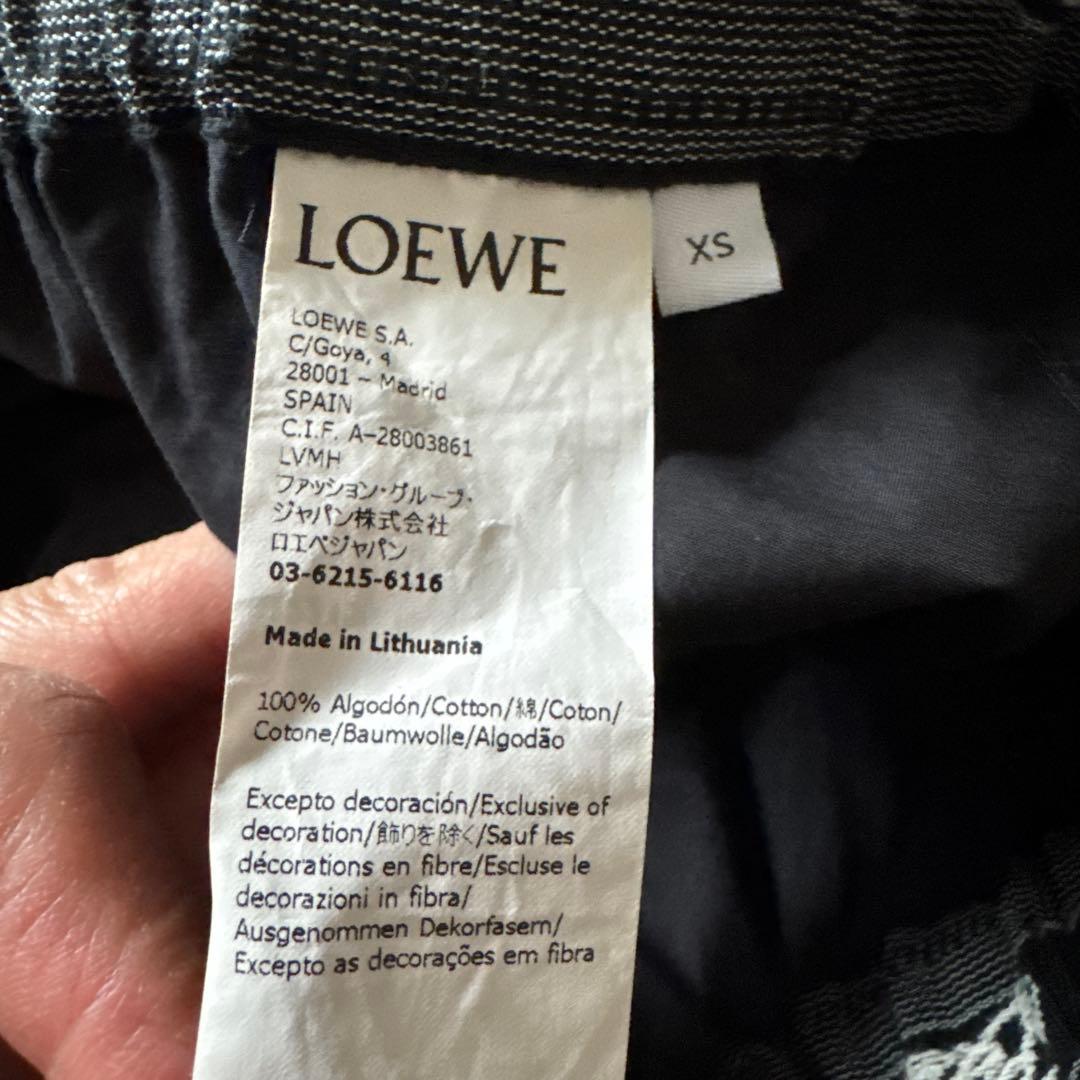 LOEWE
XS
LOEWE S.A.
C/Goya, 4
28001 - Madrid
SPAIN
C.I.F. A-28003861
LVMH
ファッション・グループ・
ジャパン株式会社
ロエベジャパン
03-6215-6116
Made in Lithuania
100% Algodón/Cotton/綿/Coton/
Cotone/Baumwolle/Algodão
Excepto decoración/Exclusive of
decoration/飾りを除く/Sauf les
décorations en fibre/Escluse le
decorazioni in fibra/
Ausgenommen Dekorfasern/
Excepto as decorações em fibra